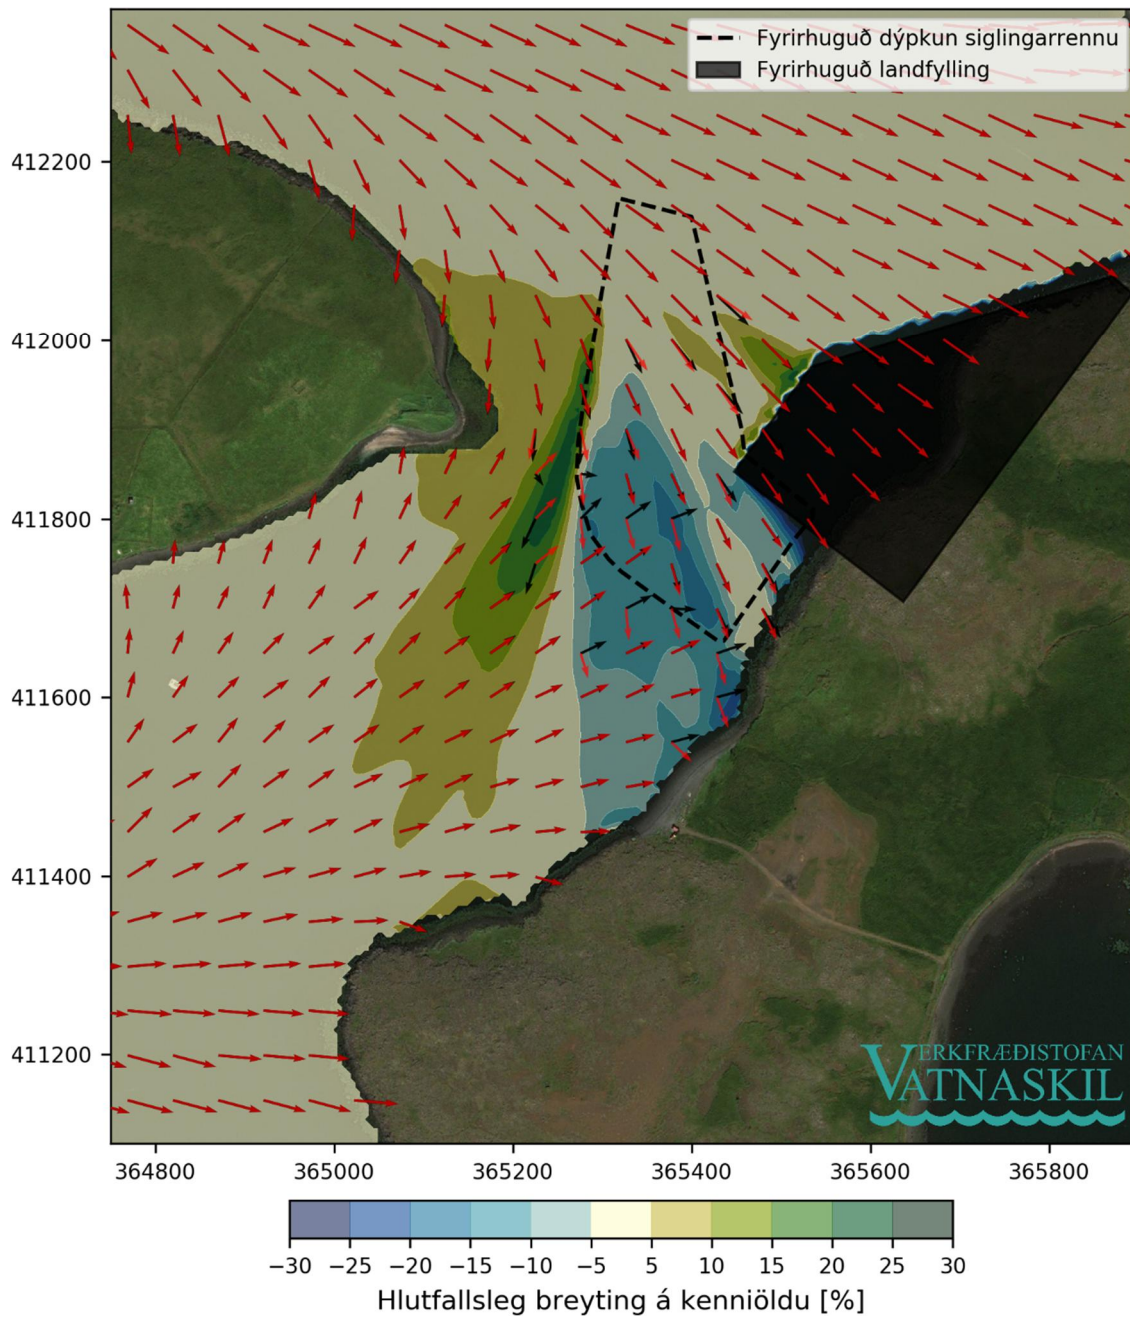 Fyrirhuguð dýpkun siglingarrennu
Fyrirhuguð landfylling
412200
412000
411800
411600
411400
411200
VERKFRÆÐISTOFAN
VATNASKIL
364800 365000 365200 365400 365600 365800
−30 −25 −20 −15 −10 −5 5 10 15 20 25 30
Hlutfallsleg breyting á kenniöldu [%]